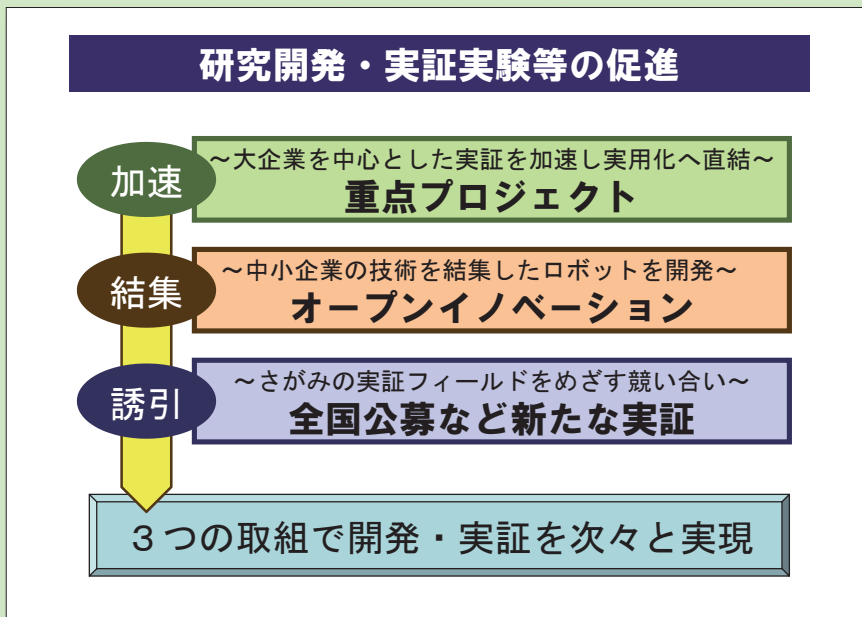 研究開発・実証実験等の促進
加速
～大企業を中心とした実証を加速し実用化へ直結～
重点プロジェクト
結集
～中小企業の技術を結集したロボットを開発～
オープンイノベーション
誘引
～さがみの実証フィールドをめざす競い合い～
全国公募など新たな実証
３つの取組で開発・実証を次々と実現